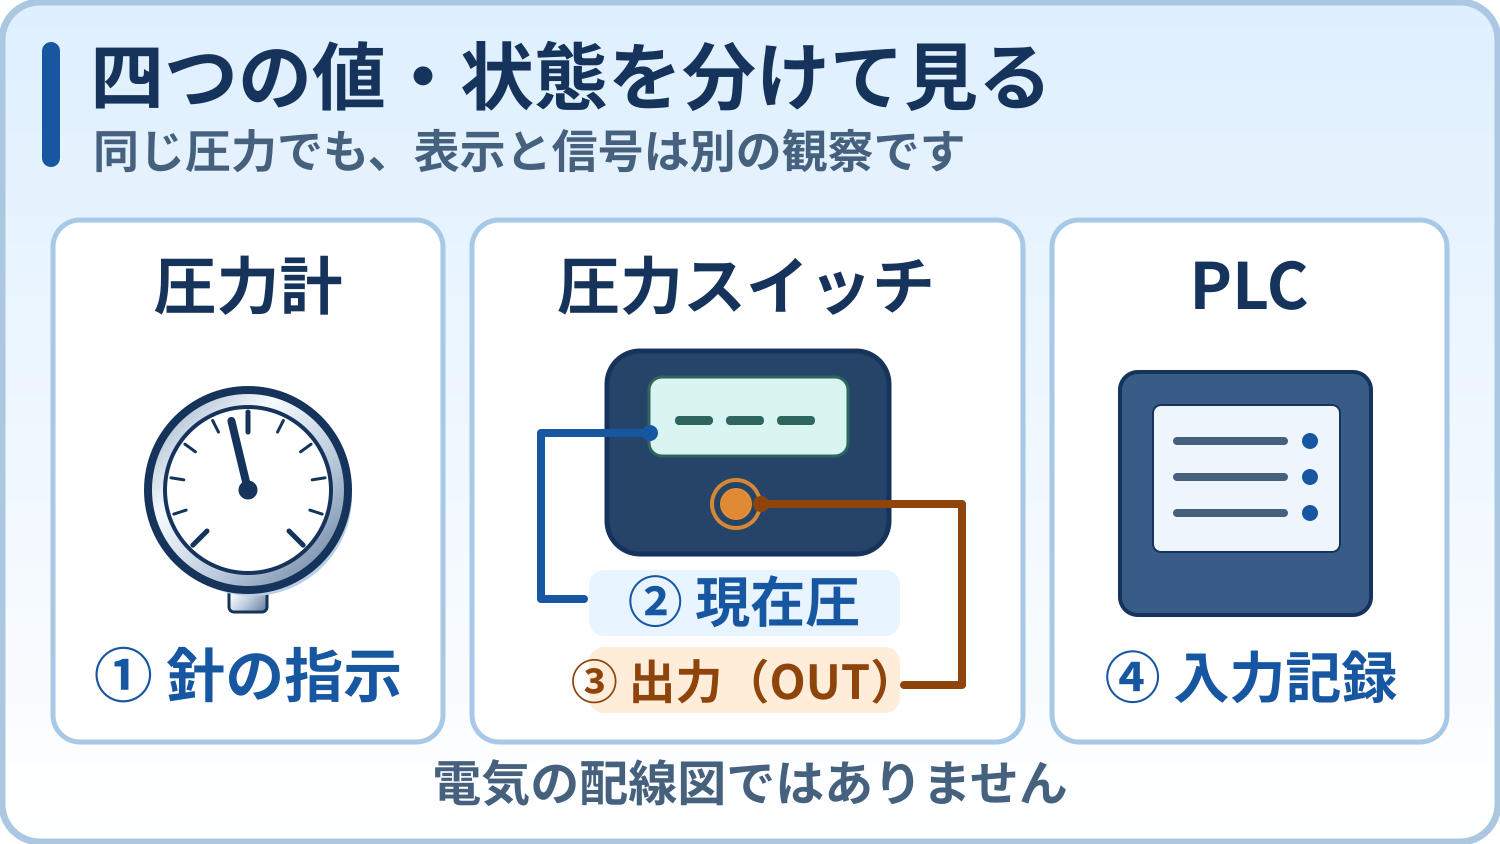 四つの値・状態を分けて見る
同じ圧力でも、表示と信号は別の観察です
圧力計
① 針の指示
圧力スイッチ
② 現在圧
③ 出力（OUT）
PLC
④ 入力記録
電気の配線図ではありません